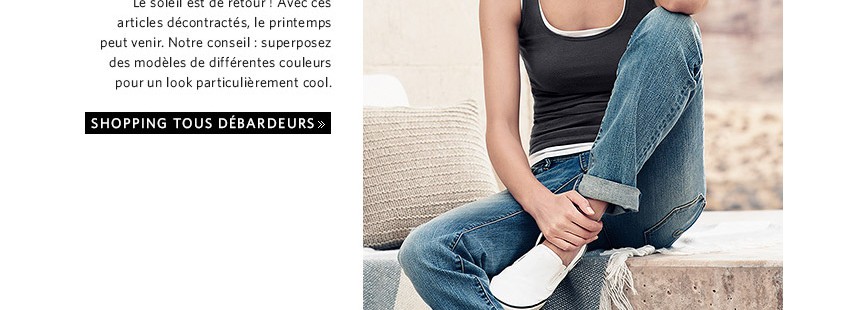 Le soleil est de retour ! Avec ces
articles décontractés, le printemps
peut venir. Notre conseil : superposez
des modèles de différentes couleurs
pour un look particulièrement cool.
SHOPPING TOUS DÉBARDEURS »